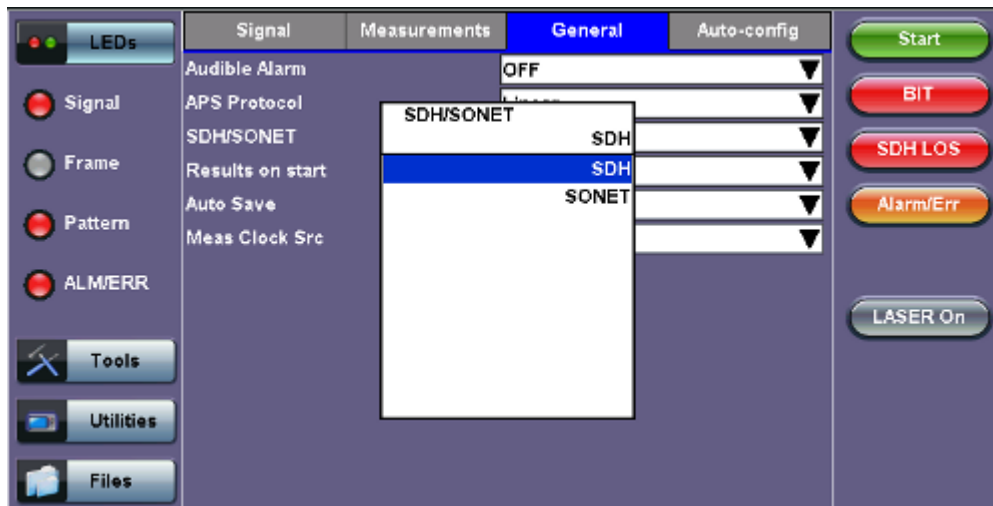 LEDs
Signal
Frame
Pattern
ALM/ERR
Tools
Utilities
Files
Signal Measurements General Auto-config
Audible Alarm OFF
APS Protocol
SDH/SONET
Results on start
Auto Save
Meas Clock Src
SDH/SONET
SDH
SDH
SONET
Start
BIT
SDH LOS
Alarm/Err
LASER On